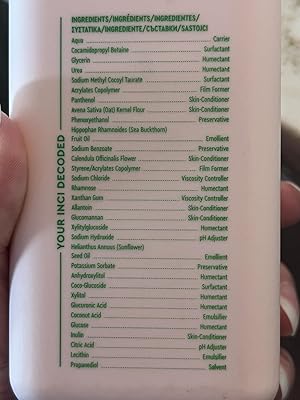 INGREDIENTS/INGRÉDIENTS/INGREDIENTES/
ΣΥΣΤΑΤΙΚΑ/INGREDIENTE/СЪСТАВКИ/SASTOJCI
Aqua Carrier
Cocamidopropyl Betaine Surfactant
Glycerin Humectant
Urea Humectant
Sodium Methyl Cocoyl Taurate Surfactant
Acrylates Copolymer Film Former
Panthenol Skin-Conditioner
Avena Sativa (Oat) Kernel Flour Skin-Conditioner
Phenoxyethanol Preservative
Hippophae Rhamnoides (Sea Buckthorn)
Fruit Oil Emollient
Sodium Benzoate Preservative
Calendula Officinalis Flower Skin-Conditioner
Styrene/Acrylates Copolymer Film Former
Sodium Chloride Viscosity Controller
Rhamnose Humectant
Xanthan Gum Viscosity Controller
Allantoin Skin-Conditioner
Glucomannan Skin-Conditioner
Xylitylglucoside Humectant
Sodium Hydroxide pH Adjuster
Helianthus Annuus (Sunflower)
Seed Oil Emollient
Potassium Sorbate Preservative
Anhydroxylitol Humectant
Coco-Glucoside Surfactant
Xylitol Humectant
Glucuronic Acid Humectant
Coconut Acid Emulsifier
Glucose Humectant
Inulin Skin-Conditioner
Citric Acid pH Adjuster
Lecithin Emulsifier
Propanediol Solvent
YOUR INCI DECODED